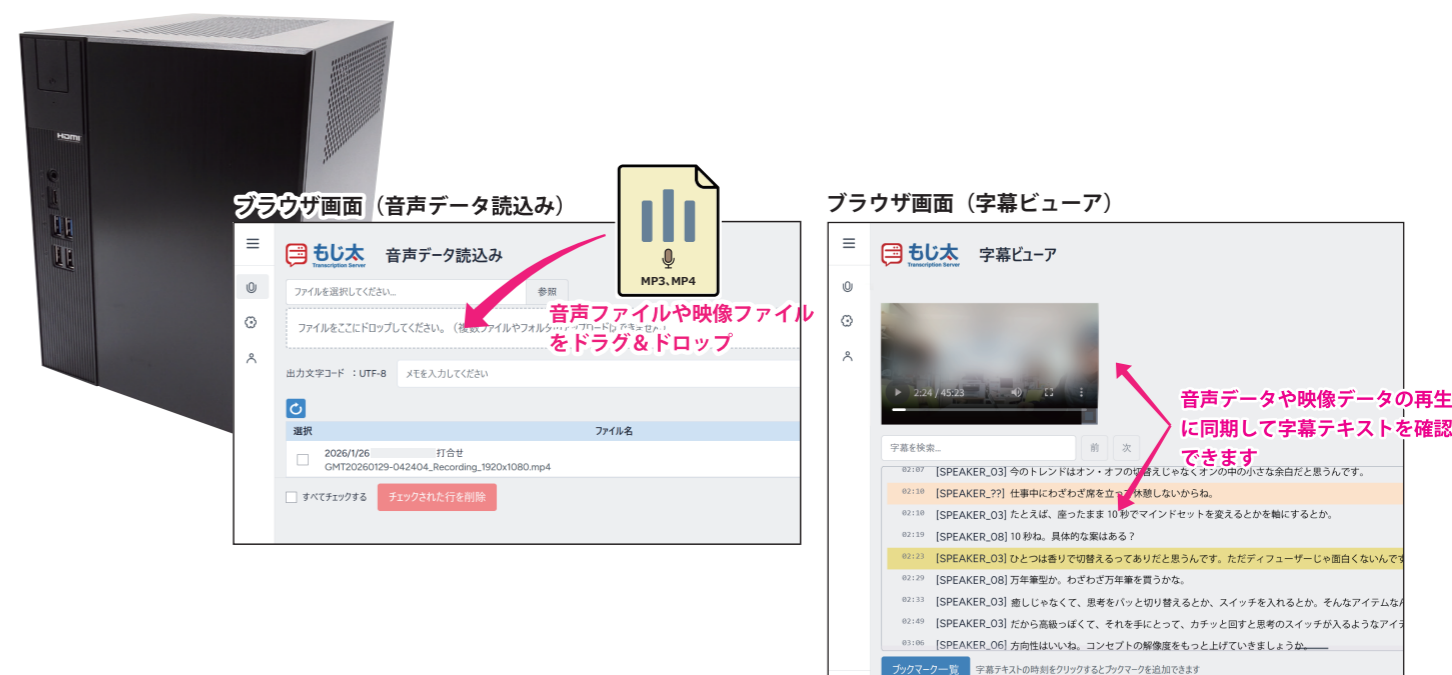 HDMI
ブラウザ画面（音声データ読込み）
もじ太
Transcription Server
音声データ読込み
ファイルを選択してください...
参照
ファイルをここにドロップしてください。（複数ファイルやフォルダのアップロードはできません）
出力文字コード ：UTF-8
メモを入力してください
選択
ファイル名
2026/1/26 打合せ
GMT20260129-042404_Recording_1920x1080.mp4
すべてチェックする
チェックされた行を削除
MP3、MP4
音声ファイルや映像ファイル
をドラグ＆ドロップ
ブラウザ画面（字幕ビューア）
もじ太
Transcription Server
字幕ビューア
2:24 / 45:23
字幕を検索...
前
次
02:07 [SPEAKER_03] 今のトレンドはオン・オフの切替えじゃなくオンの中の小さな余白だと思うんです。
02:10 [SPEAKER_??] 仕事中にわざわざ席を立って休憩しないからね。
02:10 [SPEAKER_03] たとえば、座ったまま 10 秒でマインドセットを変えるとかを軸にするとか。
02:19 [SPEAKER_08] 10 秒ね。具体的な案はある？
02:23 [SPEAKER_03] ひとつは香りで切替えるってありだと思うんです。ただディフューザーじゃ面白くないんです
02:29 [SPEAKER_08] 万年筆型か。わざわざ万年筆を買うかな。
02:33 [SPEAKER_03] 癒しじゃなくて、思考をパッと切り替えるとか、スイッチを入れるとか。そんなアイテムなん
02:49 [SPEAKER_03] だから高級っぽくて、それを手にとって、カチッと回すと思考のスイッチが入るようなアイテ
03:06 [SPEAKER_06] 方向性はいいね。コンセプトの解像度をもっと上げていきましょうか。
ブックマーク一覧
字幕テキストの時刻をクリックするとブックマークを追加できます
音声データや映像データの再生
に同期して字幕テキストを確認
できます